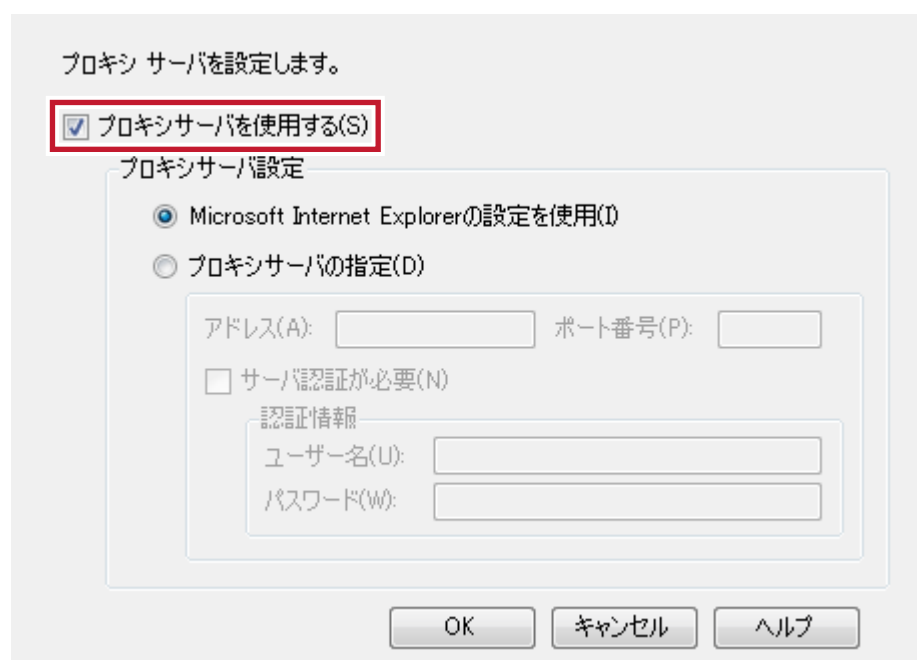 プロキシ サーバを設定します。
プロキシサーバを使用する(S)
プロキシサーバ設定
Microsoft Internet Explorerの設定を使用(I)
プロキシサーバの指定(D)
アドレス(A): ポート番号(P):
サーバ認証が必要(N)
認証情報
ユーザー名(U):
パスワード(W):
OK キャンセル ヘルプ